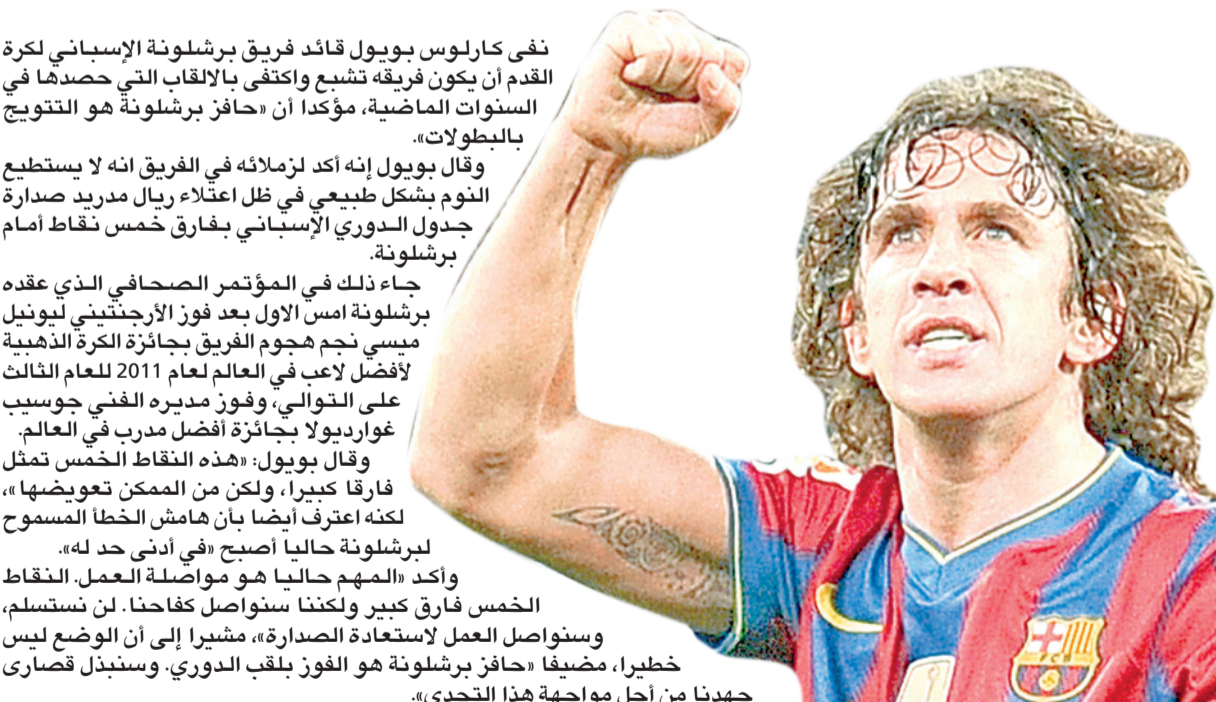 نفى كارلوس بويول قائد فريق برشلونة الإسباني لكرة
القدم أن يكون فريقه تشبع واكتفى بالالقاب التي حصدها في
السنوات الماضية، مؤكدا أن «حافز برشلونة هو التتويج
بالبطولات».
وقال بويول إنه أكد لزملائه في الفريق انه لا يستطيع
النوم بشكل طبيعي في ظل اعتلاء ريال مدريد صدارة
جدول الدوري الإسباني بفارق خمس نقاط أمام
برشلونة.
جاء ذلك في المؤتمر الصحافي الذي عقده
برشلونة امس الاول بعد فوز الأرجنتيني ليونيل
ميسي نجم هجوم الفريق بجائزة الكرة الذهبية
لأفضل لاعب في العالم لعام 2011 للعام الثالث
على التوالي، وفوز مديره الفني جوسيب
غوارديولا بجائزة أفضل مدرب في العالم.
وقال بويول: «هذه النقاط الخمس تمثل
فارقا كبيرا، ولكن من الممكن تعويضها»،
لكنه اعترف أيضا بأن هامش الخطأ المسموح
لبرشلونة حاليا أصبح «في أدنى حد له».
وأكد «المهم حاليا هو مواصلة العمل. النقاط
الخمس فارق كبير ولكننا سنواصل كفاحنا. لن نستسلم،
وسنواصل العمل لاستعادة الصدارة»، مشيرا إلى أن الوضع ليس
خطيرا، مضيفا «حافز برشلونة هو الفوز بلقب الدوري. وسنبذل قصارى
جهدنا من أجل مواجهة هذا التحدي».
FCB